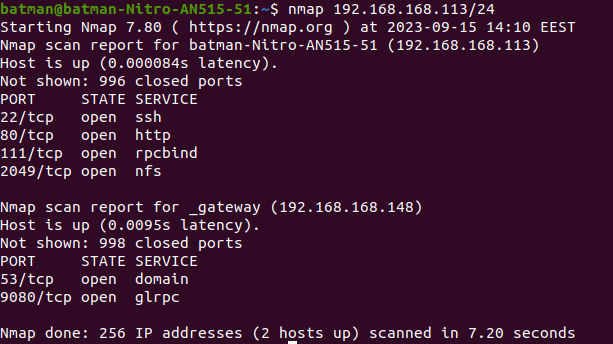 batman@batman-Nitro-AN515-51:~$ nmap 192.168.168.113/24
Starting Nmap 7.80 ( https://nmap.org ) at 2023-09-15 14:10 EEST
Nmap scan report for batman-Nitro-AN515-51 (192.168.168.113)
Host is up (0.000084s latency).
Not shown: 996 closed ports
PORT     STATE SERVICE
22/tcp   open  ssh
80/tcp   open  http
111/tcp  open  rpcbind
2049/tcp open  nfs

Nmap scan report for _gateway (192.168.168.148)
Host is up (0.0095s latency).
Not shown: 998 closed ports
PORT     STATE SERVICE
53/tcp   open  domain
9080/tcp open  glrpc

Nmap done: 256 IP addresses (2 hosts up) scanned in 7.20 seconds